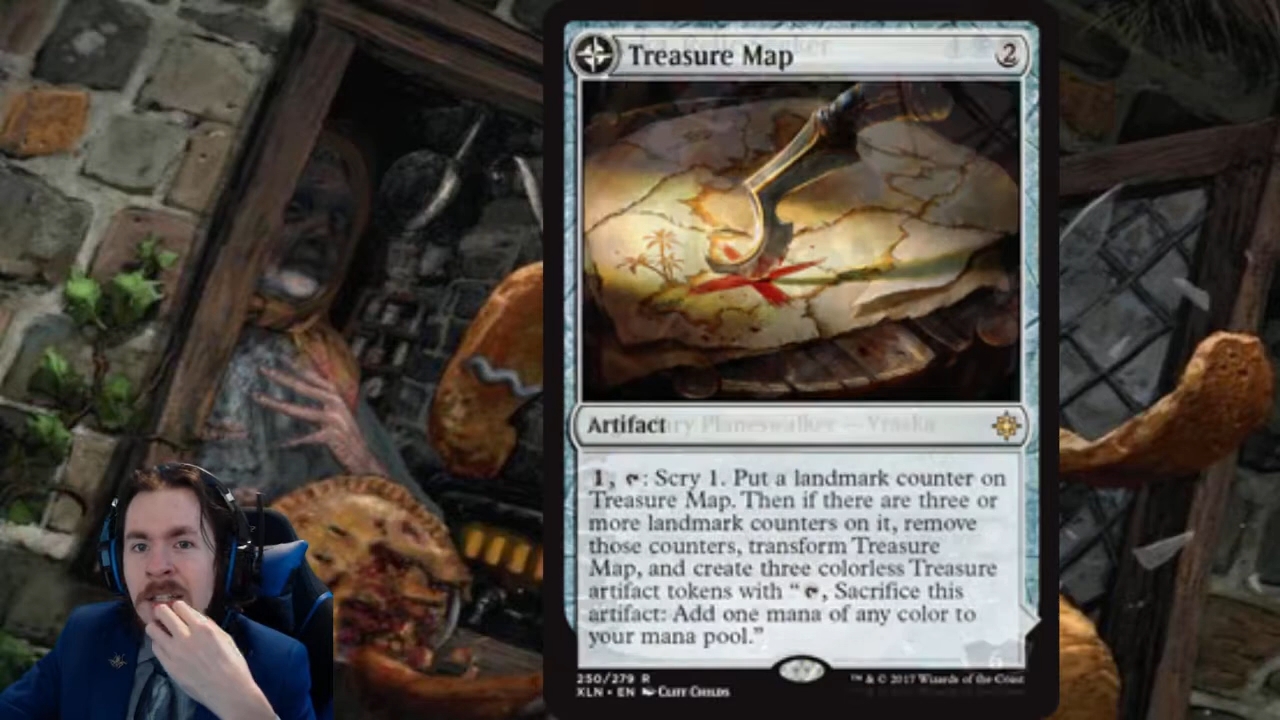 Treasure Map 2
Artifact
Planeswalker — Vraska
1, : Scry 1. Put a landmark counter on
Treasure Map. Then if there are three or
more landmark counters on it, remove
those counters, transform Treasure
Map, and create three colorless Treasure
artifact tokens with “ , Sacrifice this
artifact: Add one mana of any color to
your mana pool.”
250/279 R
XLN • EN Cliff Childs
™ & © 2017 Wizards of the Coast
6